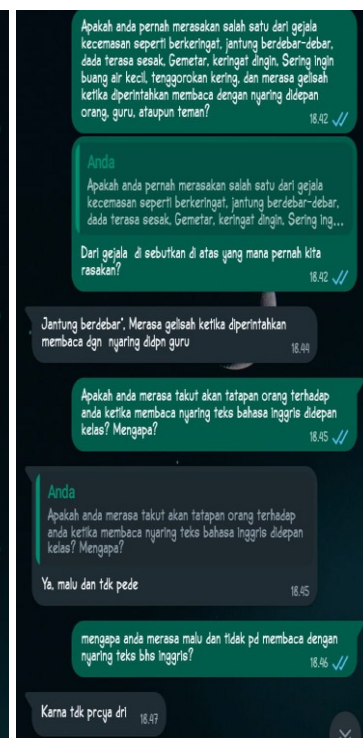 Apakah anda pernah merasakan salah satu dari gejala
kecemasan seperti berkeringat, jantung berdebar-debar,
dada terasa sesak, Gemetar, keringat dingin, Sering ingin
buang air kecil, tenggorokan kering, dan merasa gelisah
ketika diperintahkan membaca dengan nyaring didepan
orang, guru, ataupun teman?
18.42
Anda
Apakah anda pernah merasakan salah satu dari gejala
kecemasan seperti berkeringat, jantung berdebar-debar,
dada terasa sesak, Gemetar, keringat dingin, Sering ing...
Dari gejala di sebutkan di atas yang mana pernah kita
rasakan?
18.42
Jantung berdebar", Merasa gelisah ketika diperintahkan
membaca dgn nyaring didpn guru
18.44
Apakah anda merasa takut akan tatapan orang terhadap
anda ketika membaca nyaring teks bahasa inggris didepan
kelas? Mengapa?
18.45
Anda
Apakah anda merasa takut akan tatapan orang terhadap
anda ketika membaca nyaring teks bahasa inggris didepan
kelas? Mengapa?
Ya, malu dan tdk pede
18.45
mengapa anda merasa malu dan tidak pd membaca dengan
nyaring teks bhs inggris?
18.46
Karna tdk prcya dri
18.47